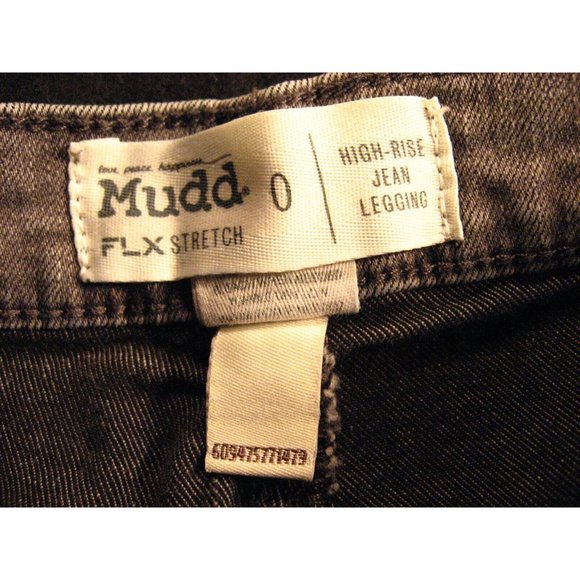 love, peace, happiness
Mudd®
FLX STRETCH
0
HIGH-RISE
JEAN
LEGGING
609475771479